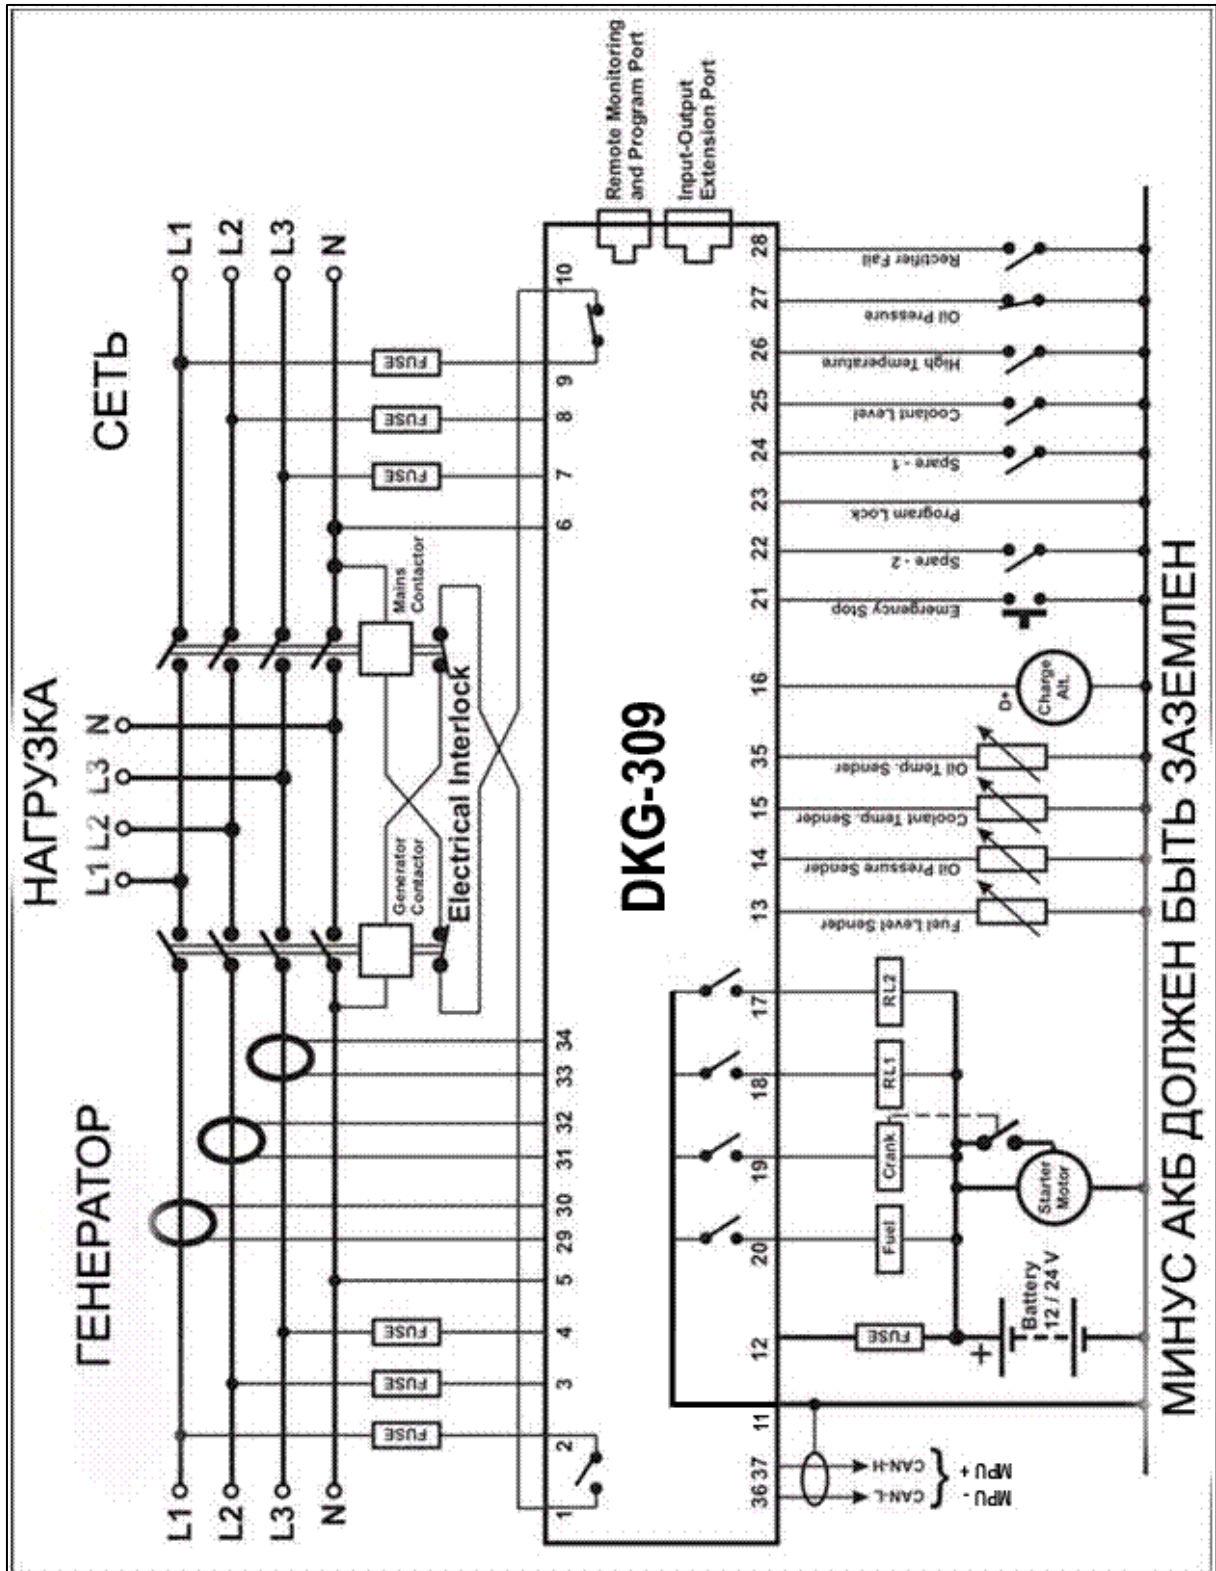 ГЕНЕРАТОР
НАГРУЗКА
СЕТЬ
L1
L2
L3
N
L1
L2
L3
N
L1
L2
L3
N
FUSE
FUSE
FUSE
Generator
Contactor
Mains
Contactor
Electrical Interlock
FUSE
FUSE
FUSE
1
2
3
4
5
29
30
31
32
33
34
6
7
8
9
10
DKG-309
Remote Monitoring
and Program Port
Input-Output
Extension Port
36
37
11
12
20
19
18
17
13
14
15
35
16
21
22
23
24
25
26
27
28
CAN-L
CAN-H
MPU -
MPU +
FUSE
Fuel
Crank
RL1
RL2
+
Battery
12 / 24 V
Starter
Motor
Fuel Level Sender
Oil Pressure Sender
Coolant Temp. Sender
Oil Temp. Sender
D+
Charge
Alt.
Emergency Stop
Spare - 2
Program Lock
Spare - 1
Coolant Level
High Temperature
Oil Pressure
Rectifier Fail
МИНУС АКБ ДОЛЖЕН БЫТЬ ЗАЗЕМЛЕН